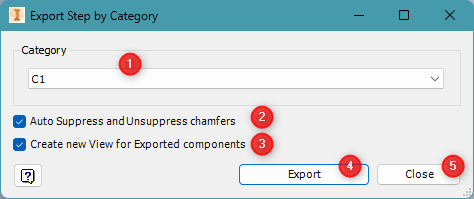 Export Step by Category
Category
1
C1
Auto Suppress and Unsuppress chamfers 2
Create new View for Exported components 3
? Export 4 Close 5